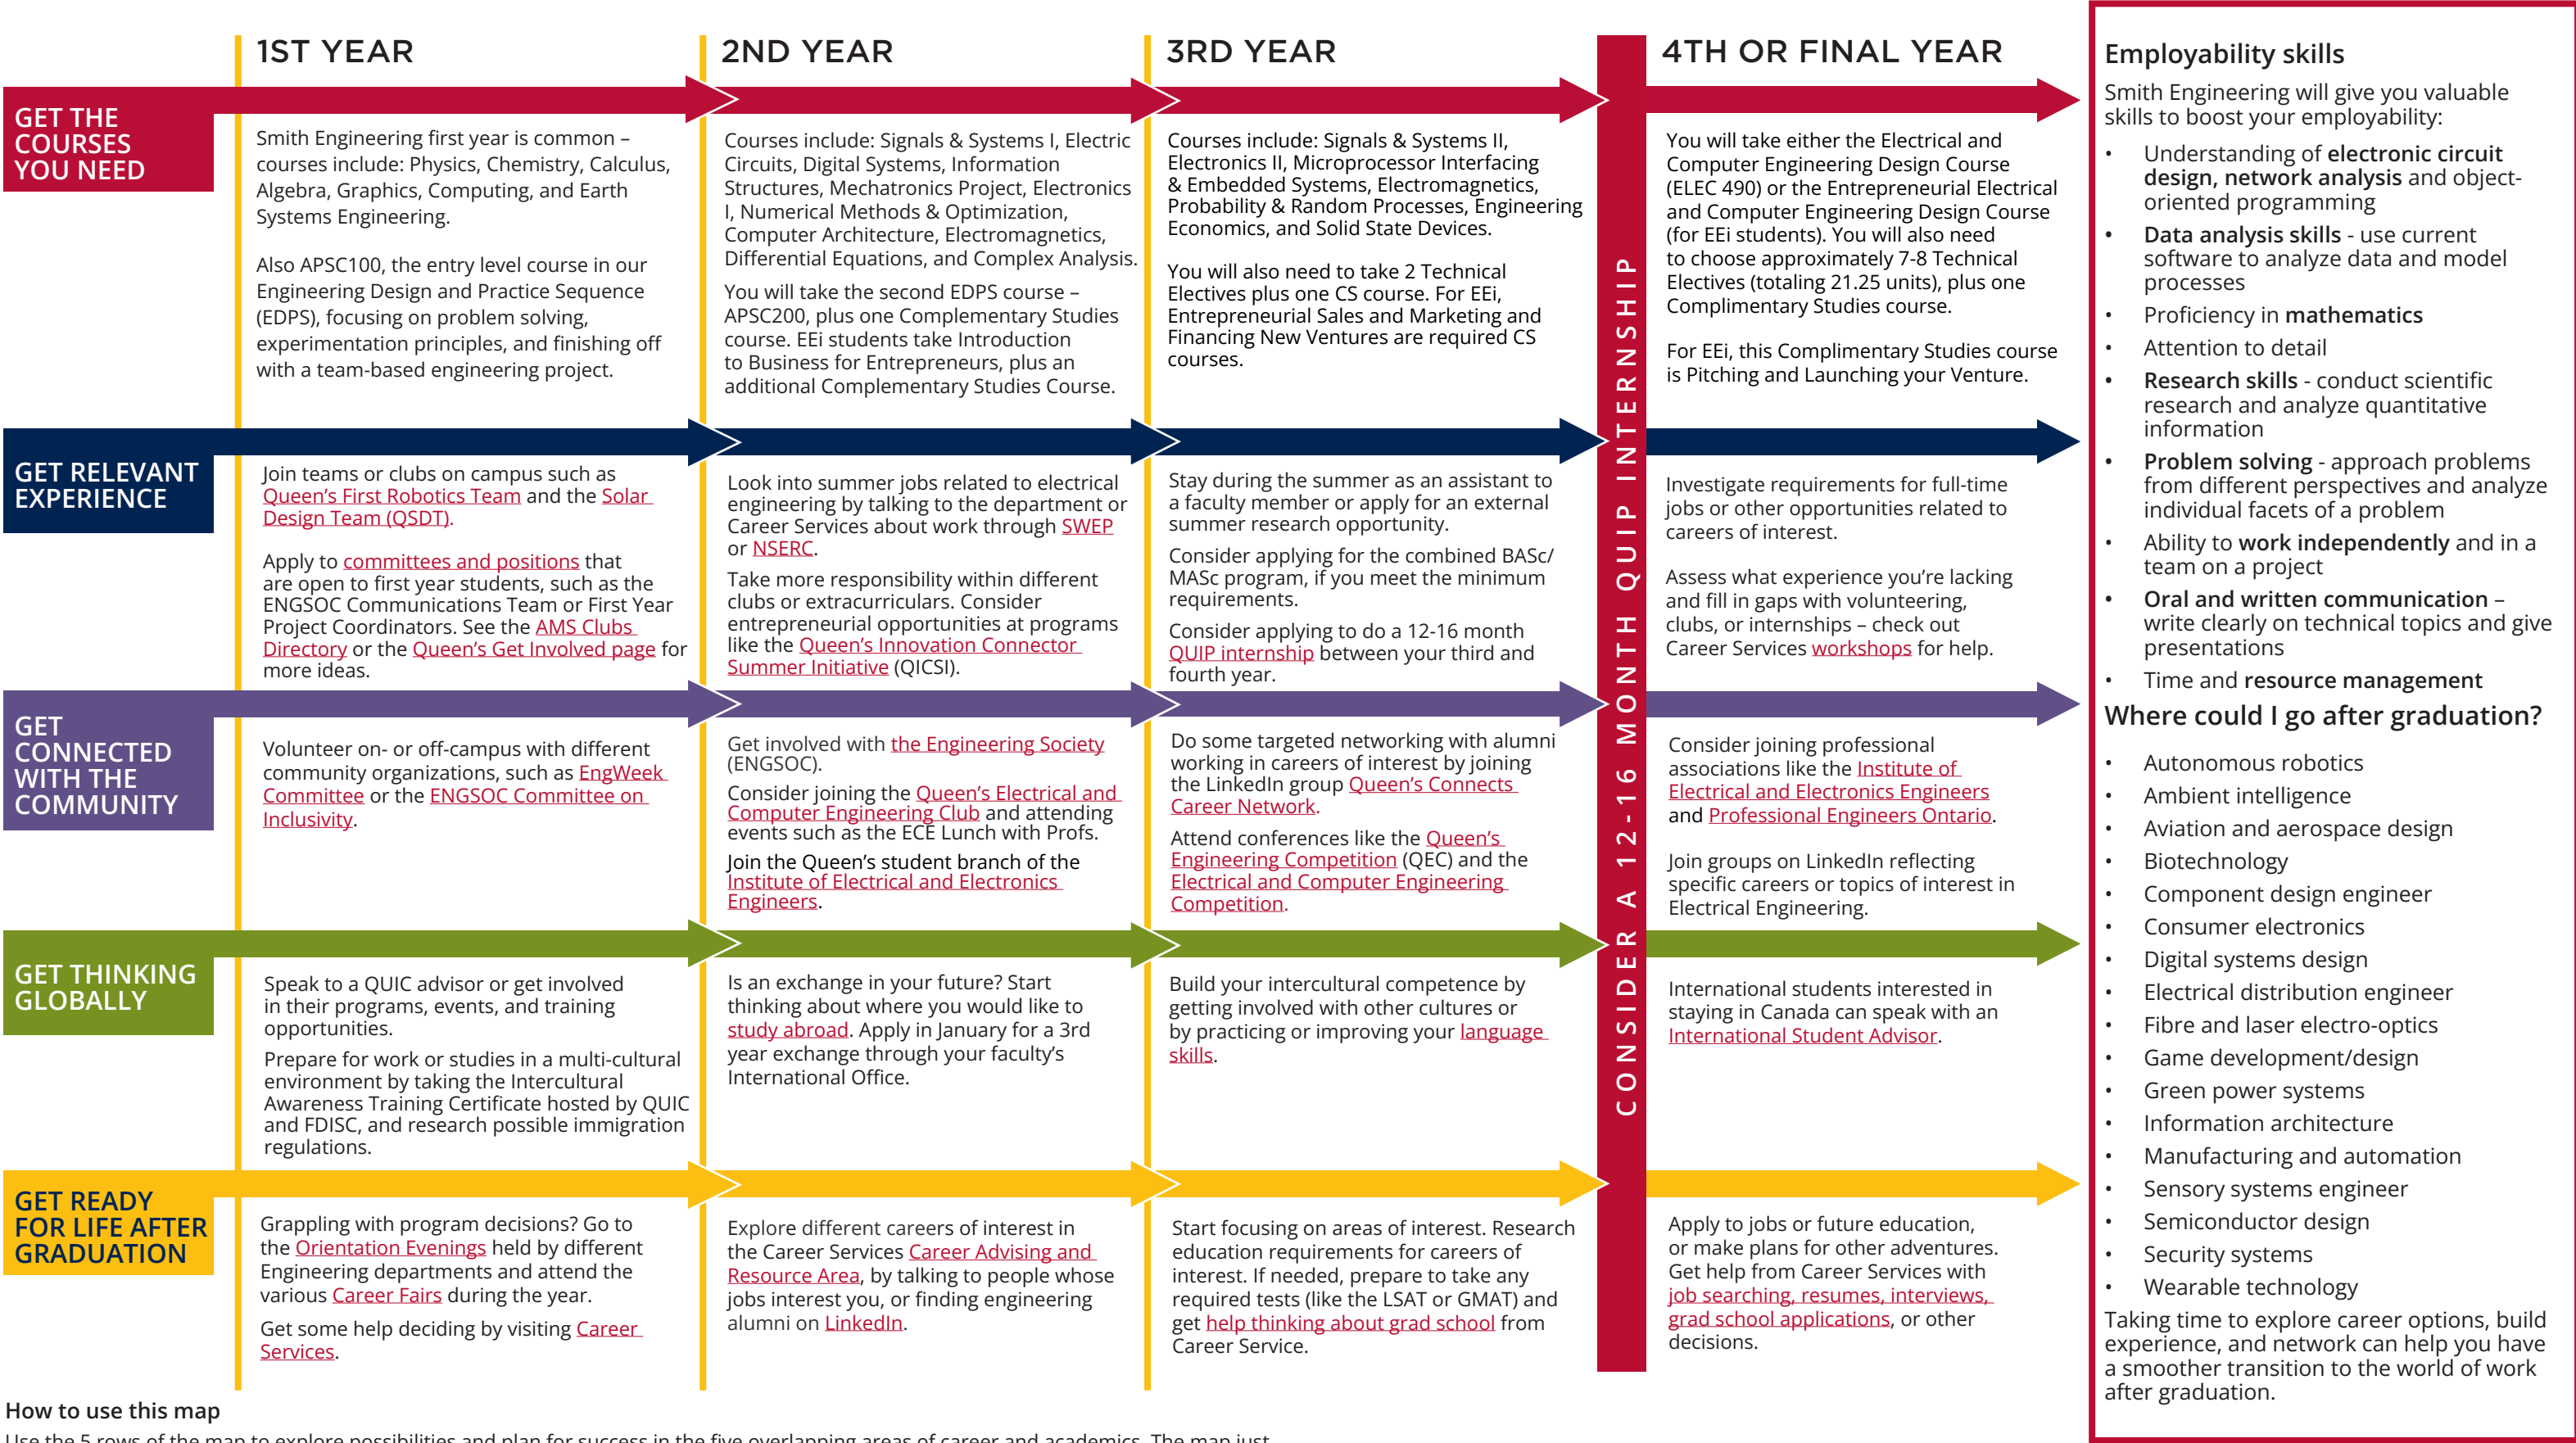 1ST YEAR
2ND YEAR
3RD YEAR
4TH OR FINAL YEAR
GET THE
COURSES
YOU NEED
Smith Engineering first year is common –
courses include: Physics, Chemistry, Calculus,
Algebra, Graphics, Computing, and Earth
Systems Engineering.
Also APSC100, the entry level course in our
Engineering Design and Practice Sequence
(EDPS), focusing on problem solving,
experimentation principles, and finishing off
with a team-based engineering project.
Courses include: Signals & Systems I, Electric
Circuits, Digital Systems, Information
Structures, Mechatronics Project, Electronics
I, Numerical Methods & Optimization,
Computer Architecture, Electromagnetics,
Differential Equations, and Complex Analysis.
You will take the second EDPS course –
APSC200, plus one Complementary Studies
course. EEi students take Introduction
to Business for Entrepreneurs, plus an
additional Complementary Studies Course.
Courses include: Signals & Systems II,
Electronics II, Microprocessor Interfacing
& Embedded Systems, Electromagnetics,
Probability & Random Processes, Engineering
Economics, and Solid State Devices.
You will also need to take 2 Technical
Electives plus one CS course. For EEi,
Entrepreneurial Sales and Marketing and
Financing New Ventures are required CS
courses.
You will take either the Electrical and
Computer Engineering Design Course
(ELEC 490) or the Entrepreneurial Electrical
and Computer Engineering Design Course
(for EEi students). You will also need
to choose approximately 7-8 Technical
Electives (totaling 21.25 units), plus one
Complimentary Studies course.
For EEi, this Complimentary Studies course
is Pitching and Launching your Venture.
GET RELEVANT
EXPERIENCE
Join teams or clubs on campus such as
Queen's First Robotics Team and the Solar
Design Team (QSDT).
Apply to committees and positions that
are open to first year students, such as the
ENGSOC Communications Team or First Year
Project Coordinators. See the AMS Clubs
Directory or the Queen's Get Involved page for
more ideas.
Look into summer jobs related to electrical
engineering by talking to the department or
Career Services about work through SWEP
or NSERC.
Take more responsibility within different
clubs or extracurriculars. Consider
entrepreneurial opportunities at programs
like the Queen's Innovation Connector
Summer Initiative (QICSI).
Stay during the summer as an assistant to
a faculty member or apply for an external
summer research opportunity.
Consider applying for the combined BASc/
MASc program, if you meet the minimum
requirements.
Consider applying to do a 12-16 month
QUIP internship between your third and
fourth year.
Investigate requirements for full-time
jobs or other opportunities related to
careers of interest.
Assess what experience you're lacking
and fill in gaps with volunteering,
clubs, or internships – check out
Career Services workshops for help.
GET
CONNECTED
WITH THE
COMMUNITY
Volunteer on- or off-campus with different
community organizations, such as EngWeek
Committee or the ENGSOC Committee on
Inclusivity.
Get involved with the Engineering Society
(ENGSOC).
Consider joining the Queen's Electrical and
Computer Engineering Club and attending
events such as the ECE Lunch with Profs.
Join the Queen's student branch of the
Institute of Electrical and Electronics
Engineers.
Do some targeted networking with alumni
working in careers of interest by joining
the LinkedIn group Queen's Connects
Career Network.
Attend conferences like the Queen's
Engineering Competition (QEC) and the
Electrical and Computer Engineering
Competition.
Consider joining professional
associations like the Institute of
Electrical and Electronics Engineers
and Professional Engineers Ontario.
Join groups on LinkedIn reflecting
specific careers or topics of interest in
Electrical Engineering.
GET THINKING
GLOBALLY
Speak to a QUIC advisor or get involved
in their programs, events, and training
opportunities.
Prepare for work or studies in a multi-cultural
environment by taking the Intercultural
Awareness Training Certificate hosted by QUIC
and FDISC, and research possible immigration
regulations.
Is an exchange in your future? Start
thinking about where you would like to
study abroad. Apply in January for a 3rd
year exchange through your faculty's
International Office.
Build your intercultural competence by
getting involved with other cultures or
by practicing or improving your language
skills.
International students interested in
staying in Canada can speak with an
International Student Advisor.
GET READY
FOR LIFE AFTER
GRADUATION
Grappling with program decisions? Go to
the Orientation Evenings held by different
Engineering departments and attend the
various Career Fairs during the year.
Get some help deciding by visiting Career
Services.
Explore different careers of interest in
the Career Services Career Advising and
Resource Area, by talking to people whose
jobs interest you, or finding engineering
alumni on LinkedIn.
Start focusing on areas of interest. Research
education requirements for careers of
interest. If needed, prepare to take any
required tests (like the LSAT or GMAT) and
get help thinking about grad school from
Career Service.
Apply to jobs or future education,
or make plans for other adventures.
Get help from Career Services with
job searching, resumes, interviews,
grad school applications, or other
decisions.
CONSIDER A 12-16 MONTH QUIP INTERNSHIP
Employability skills
Smith Engineering will give you valuable
skills to boost your employability:
• Understanding of electronic circuit
design, network analysis and object-
oriented programming
• Data analysis skills - use current
software to analyze data and model
processes
• Proficiency in mathematics
• Attention to detail
• Research skills - conduct scientific
research and analyze quantitative
information
• Problem solving - approach problems
from different perspectives and analyze
individual facets of a problem
• Ability to work independently and in a
team on a project
• Oral and written communication –
write clearly on technical topics and give
presentations
• Time and resource management
Where could I go after graduation?
• Autonomous robotics
• Ambient intelligence
• Aviation and aerospace design
• Biotechnology
• Component design engineer
• Consumer electronics
• Digital systems design
• Electrical distribution engineer
• Fibre and laser electro-optics
• Game development/design
• Green power systems
• Information architecture
• Manufacturing and automation
• Sensory systems engineer
• Semiconductor design
• Security systems
• Wearable technology
Taking time to explore career options, build
experience, and network can help you have
a smoother transition to the world of work
after graduation.
How to use this map
Use the 5 rows of the map to explore possibilities and plan for success in the five overlapping areas of career and academics. The map just